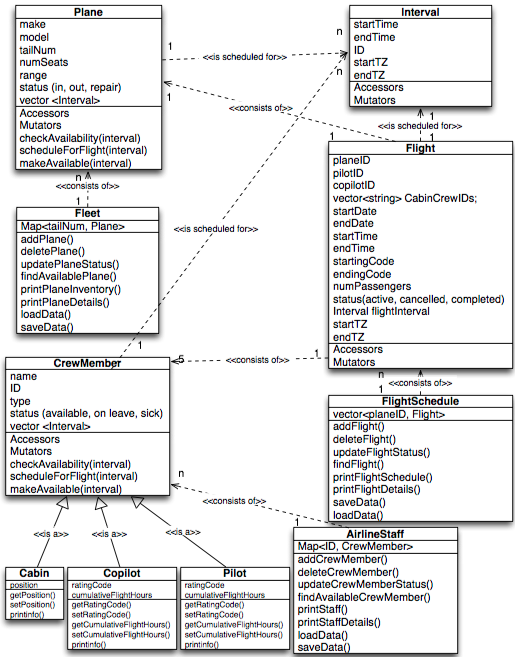 Plane
make
model
tailNum
numSeats
range
status (in, out, repair)
vector <Interval>
Accessors
Mutators
checkAvailability(interval)
scheduleForFlight(interval)
makeAvailable(interval)
1
<<is scheduled for>>
n
Interval
startTime
endTime
ID
startTZ
endTZ
Accessors
Mutators
n
1
<<consists of>>
1
<<is scheduled for>>
1
1
n
<<consists of>>
1
Fleet
Map<tailNum, Plane>
addPlane()
deletePlane()
updatePlaneStatus()
findAvailablePlane()
printPlaneInventory()
printPlaneDetails()
loadData()
saveData()
<<is scheduled for>>
1
Flight
planeID
pilotID
copilotID
vector<string> CabinCrewIDs;
startDate
endDate
startTime
endTime
startingCode
endingCode
numPassengers
status(active, cancelled, completed)
Interval flightInterval
startTZ
endTZ
Accessors
Mutators
5
<<consists of>>
1
CrewMember
name
ID
type
status (available, on leave, sick)
vector <Interval>
Accessors
Mutators
checkAvailability(interval)
scheduleForFlight(interval)
makeAvailable(interval)
n
<<consists of>>
1
FlightSchedule
vector<planeID, Flight>
addFlight()
deleteFlight()
updateFlightStatus()
findFlight()
printFlightSchedule()
printFlightDetails()
saveData()
loadData()
n
<<consists of>>
1
<<is a>>
<<is a>>
<<is a>>
Cabin
position
getPosition()
setPosition()
printinfo()
Copilot
ratingCode
cumulativeFlightHours
getRatingCode()
setRatingCode()
getCumulativeFlightHours()
setCumulativeFlightHours()
printinfo()
Pilot
ratingCode
cumulativeFlightHours
getRatingCode()
setRatingCode()
getCumulativeFlightHours()
setCumulativeFlightHours()
printinfo()
AirlineStaff
Map<ID, CrewMember>
addCrewMember()
deleteCrewMember()
updateCrewMemberStatus()
findAvailableCrewMember()
printStaff()
printStaffDetails()
loadData()
saveData()